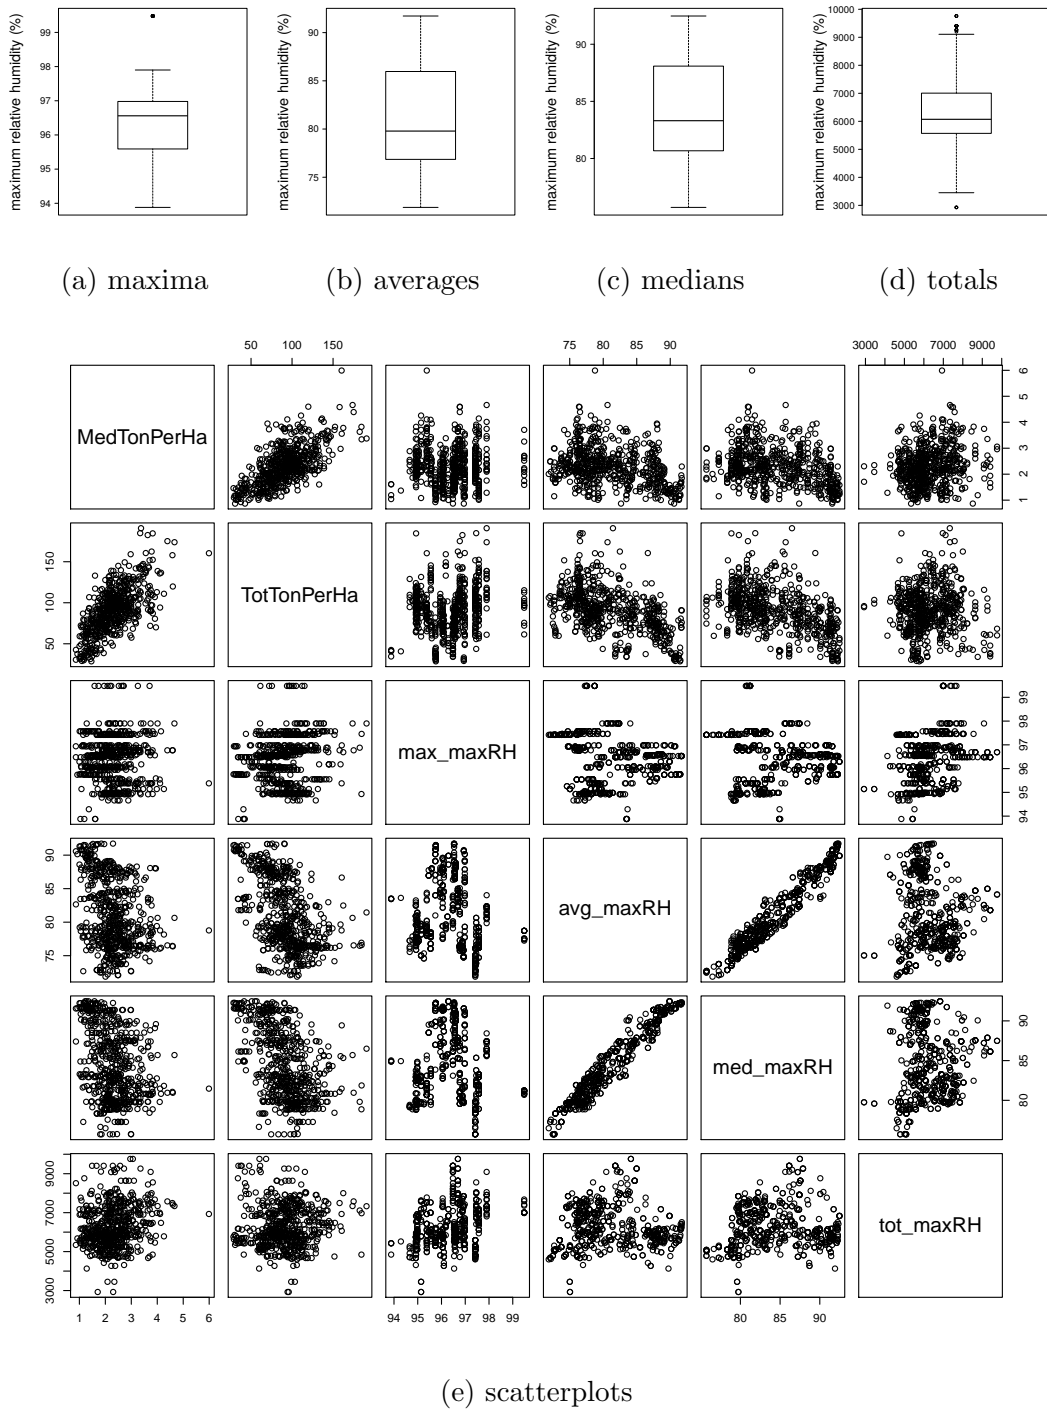 maximum relative humidity (%)
94
95
96
97
98
99
maximum relative humidity (%)
75
80
85
90
maximum relative humidity (%)
80
85
90
maximum relative humidity (%)
3000
4000
5000
6000
7000
8000
9000
10000
(a) maxima
(b) averages
(c) medians
(d) totals
50 100 150
75 80 85 90
3000 5000 7000 9000
MedTonPerHa
1 2 3 4 5 6
50 100 150
TotTonPerHa
max_maxRH
94 95 96 97 98 99
75 80 85 90
avg_maxRH
med_maxRH
80 85 90
3000 5000 7000 9000
tot_maxRH
1 2 3 4 5 6
94 95 96 97 98 99
80 85 90
(e) scatterplots